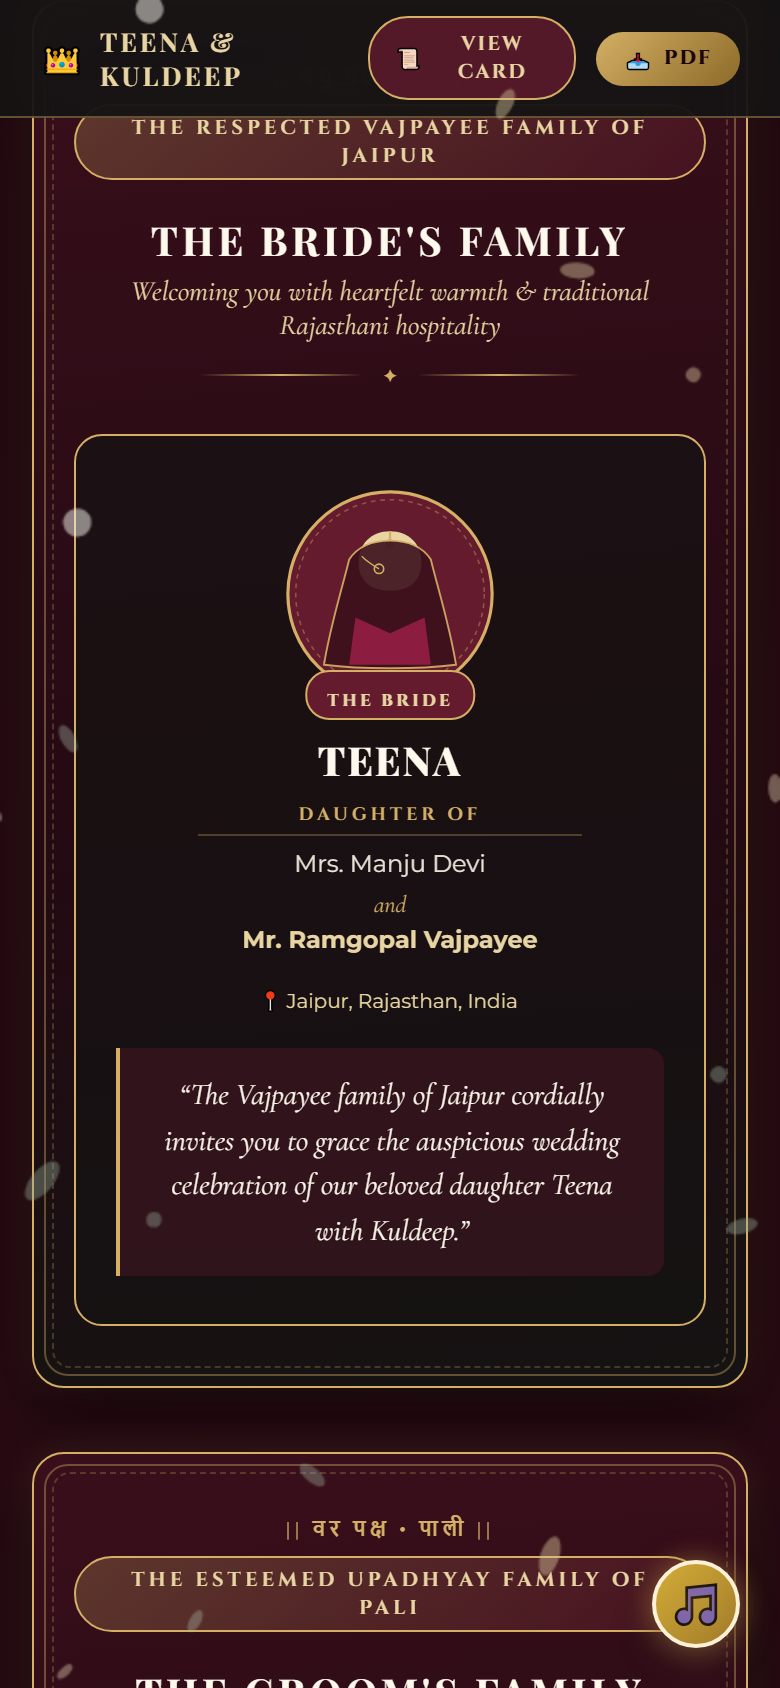 TEENA &
KULDEEP
VIEW
CARD
PDF
THE RESPECTED VAJPAYEE FAMILY OF
JAIPUR
THE BRIDE'S FAMILY
Welcoming you with heartfelt warmth & traditional
Rajasthani hospitality
THE BRIDE
TEENA
DAUGHTER OF
Mrs. Manju Devi
and
Mr. Ramgopal Vajpayee
Jaipur, Rajasthan, India
“The Vajpayee family of Jaipur cordially
invites you to grace the auspicious wedding
celebration of our beloved daughter Teena
with Kuldeep.”
|| वर पक्ष • पाली ||
THE ESTEEMED UPADHYAY FAMILY OF
PALI
THE GROOM'S FAMILY